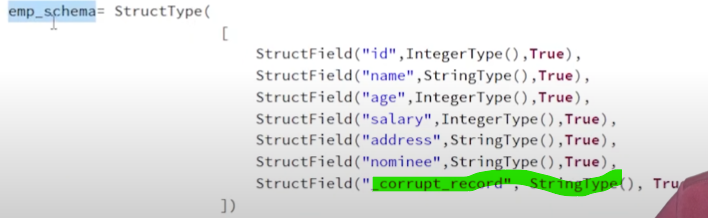 emp_schema= StructType(
[
StructField("id",IntegerType(),True),
StructField("name",StringType(),True),
StructField("age",IntegerType(),True),
StructField("salary",IntegerType(),True),
StructField("address",StringType(),True),
StructField("nominee",StringType(),True),
StructField("_corrupt_record", StringType(), Tru
])